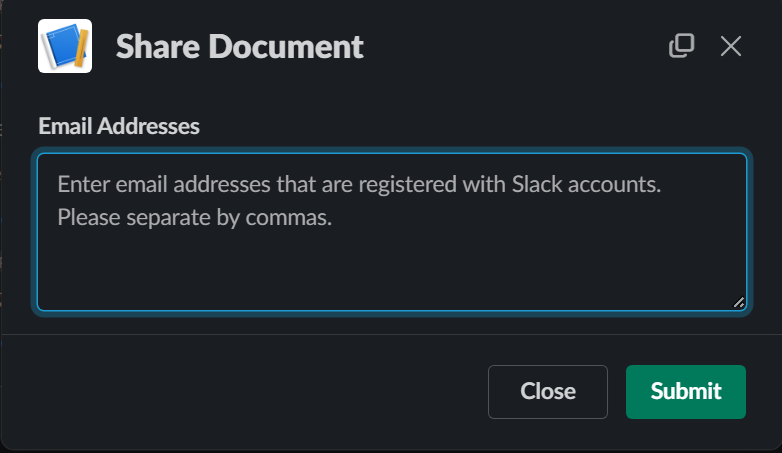 Share Document
Email Addresses
Enter email addresses that are registered with Slack accounts.
Please separate by commas.
Close
Submit